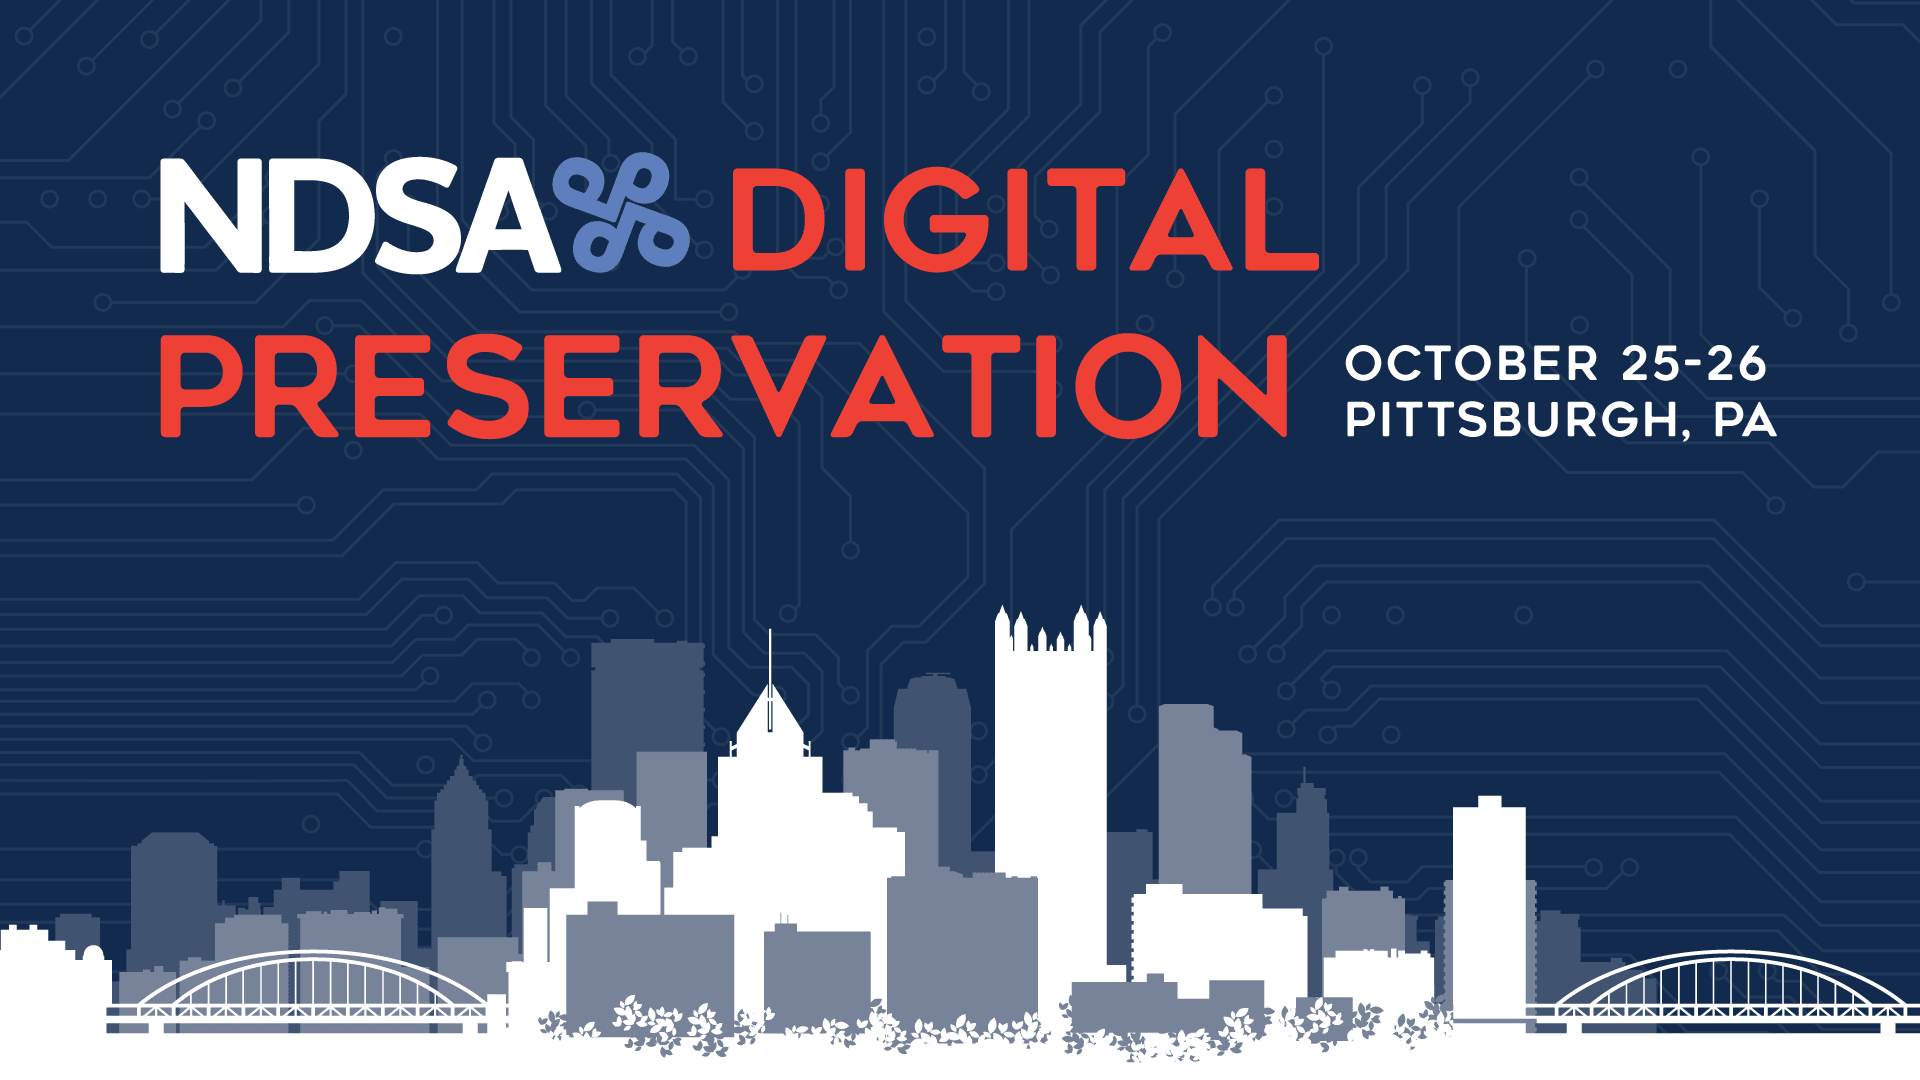 NDSA DIGITAL
PRESERVATION
OCTOBER 25-26
PITTSBURGH, PA